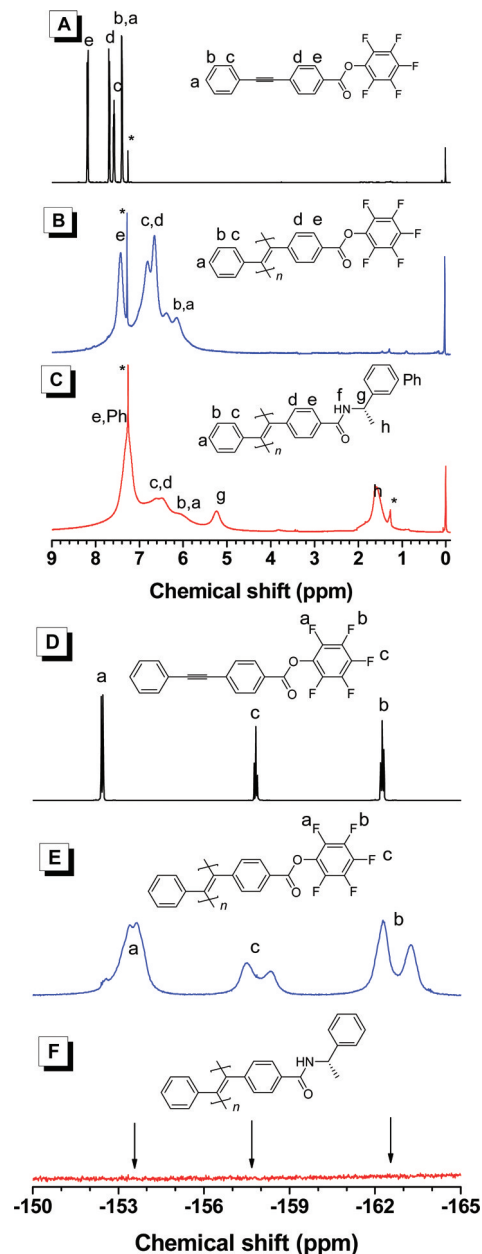 A
b,a
e
d
c
*
b c
d e
a
O
O
F
F
F
F
F
B
*
c,d
e
b,a
b c
d e
a
n
O
O
F
F
F
F
F
C
*
e,Ph
c,d
b,a
g
h
*
b c
d e
a
n
f
HN
g
Ph
h
O
9 8 7 6 5 4 3 2 1 0
Chemical shift (ppm)
D
a
c
b
a F
F b
F c
F
F
O
O
E
a
c
b
a F
F b
F c
F
F
O
O
n
F
HN
O
n
-150 -153 -156 -159 -162 -165
Chemical shift (ppm)